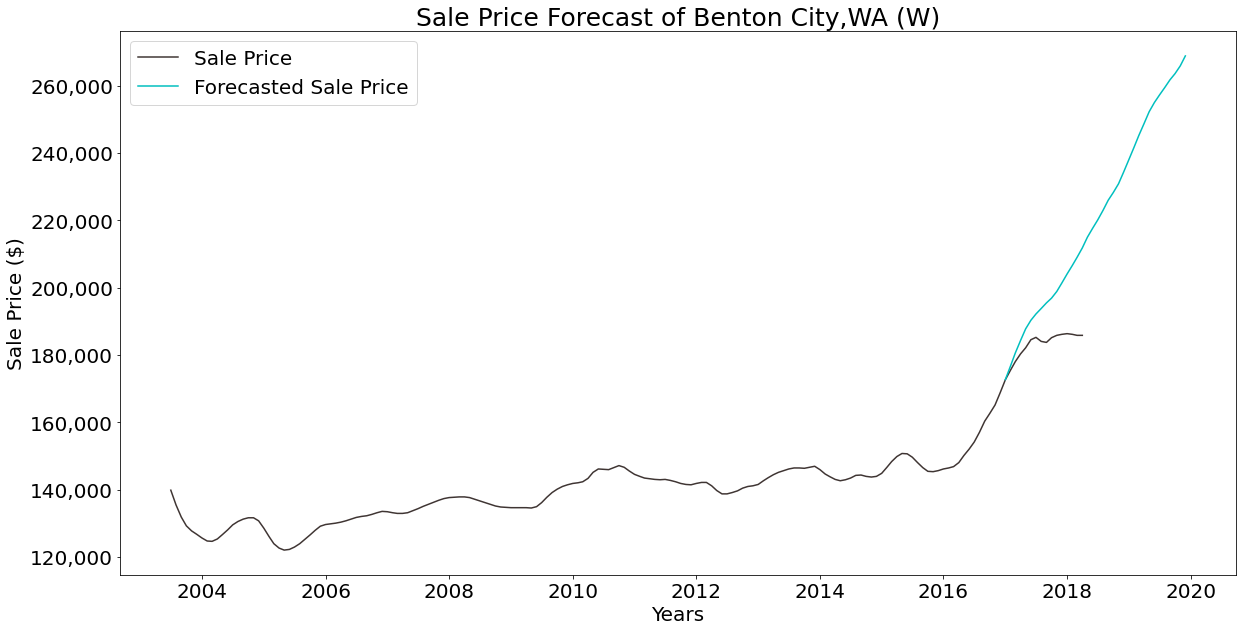 Sale Price Forecast of Benton City,WA (W)
Sale Price
Forecasted Sale Price
260,000
240,000
220,000
200,000
180,000
160,000
140,000
120,000
Sale Price ($)
2004 2006 2008 2010 2012 2014 2016 2018 2020
Years